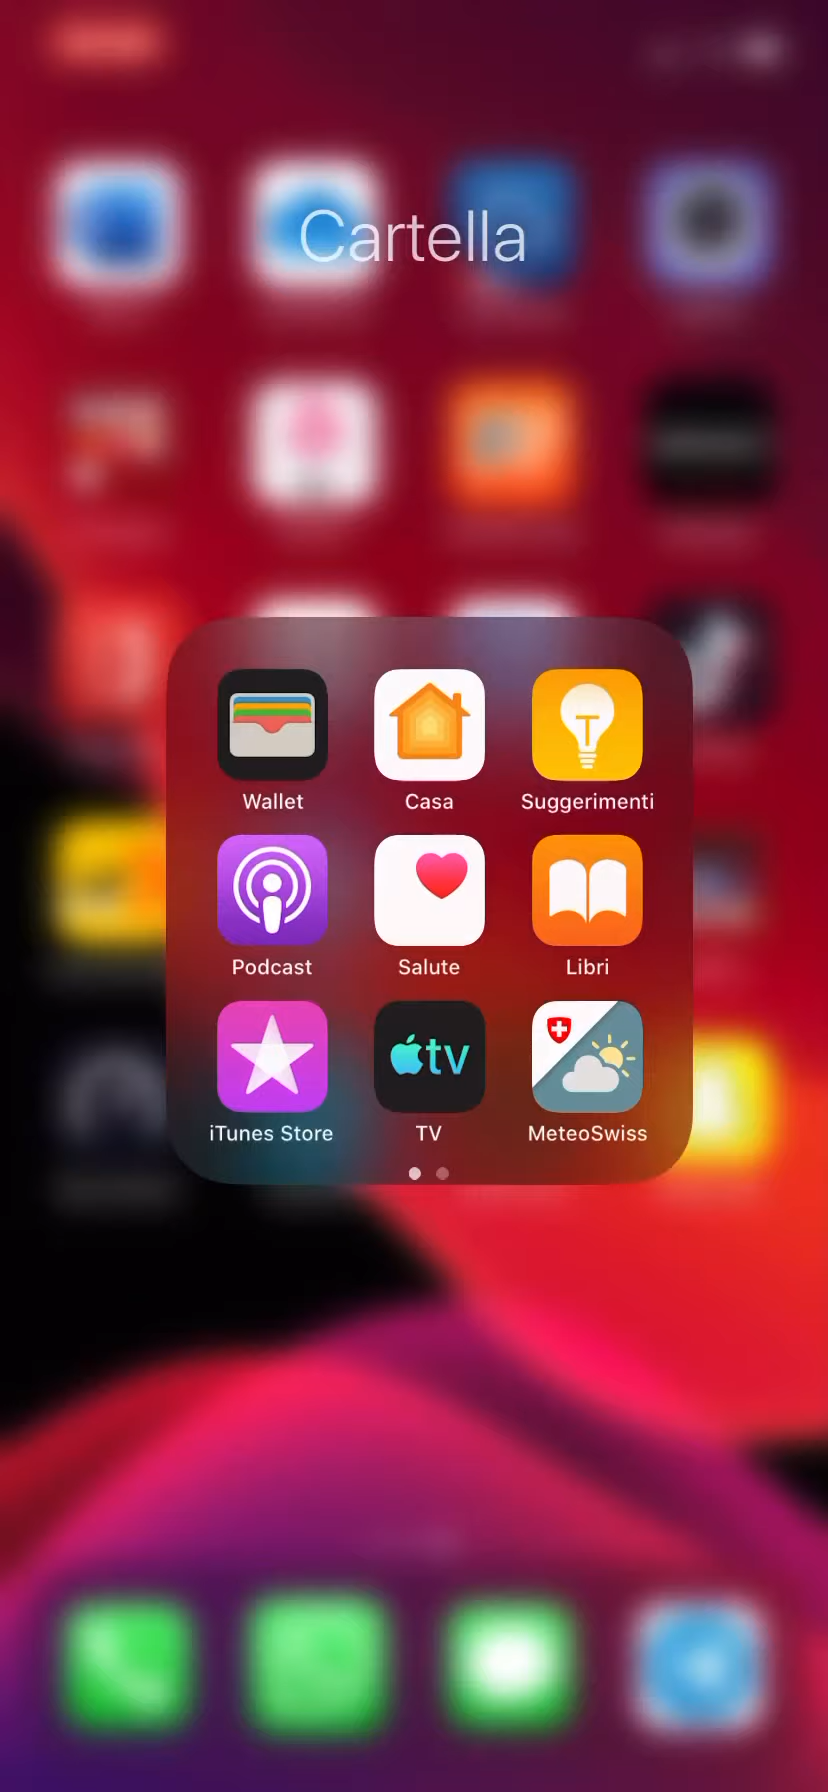 Cartella
Wallet
Casa
Suggerimenti
Podcast
Salute
Libri
tv
iTunes Store
TV
MeteoSwiss